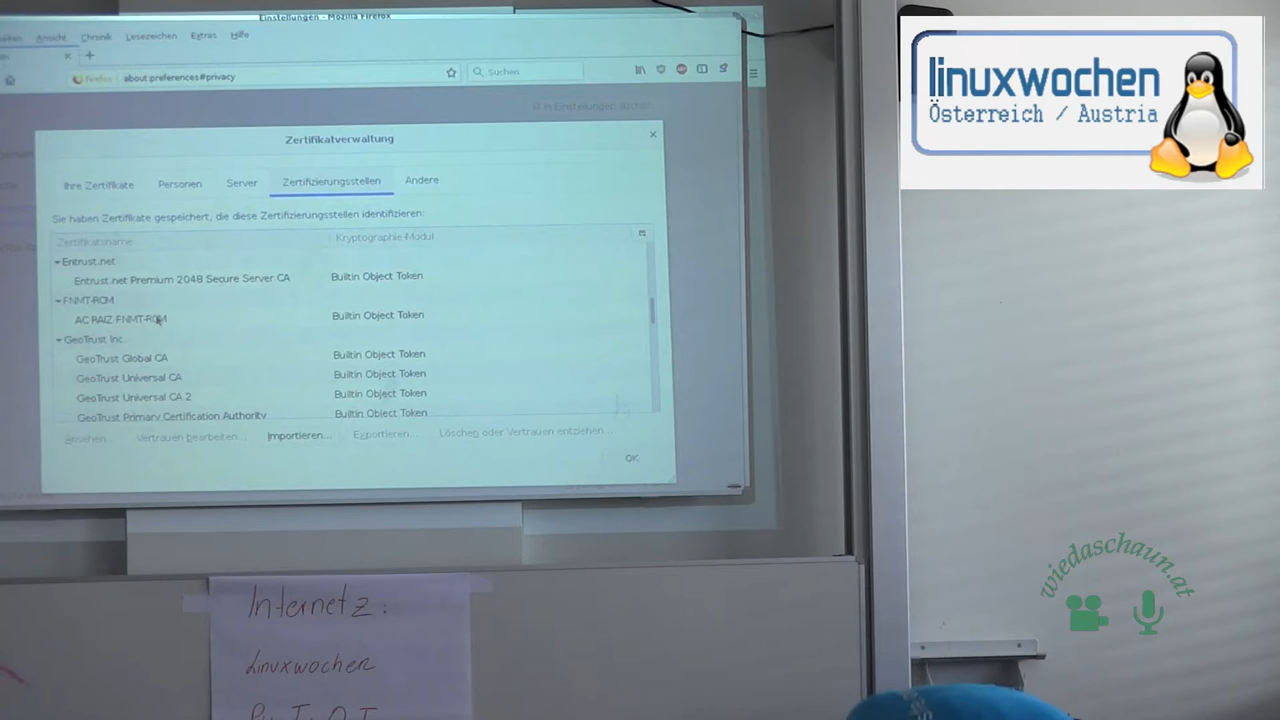 Einstellungen - Mozilla Firefox
Ansicht Chronik Lesezeichen Extras Hilfe
Firefox about:preferences#privacy Suchen
in Einstellungen suchen
Zertifikatverwaltung
Ihre Zertifikate Personen Server Zertifizierungsstellen Andere
Sie haben Zertifikate gespeichert, die diese Zertifizierungsstellen identifizieren:
Zertifikatsname Kryptographie-Modul
Entrust.net
Entrust.net Premium 2048 Secure Server CA Builtin Object Token
FNMT-RCM
AC RAIZ FNMT-RCM Builtin Object Token
GeoTrust Inc.
GeoTrust Global CA Builtin Object Token
GeoTrust Universal CA Builtin Object Token
GeoTrust Universal CA 2 Builtin Object Token
GeoTrust Primary Certification Authority Builtin Object Token
Ansehen... Vertrauen bearbeiten... Importieren... Exportieren... Löschen oder Vertrauen entziehen...
OK
Internetz:
Linuxwochen
linuxwochen
Österreich / Austria
wiedaschaun.at